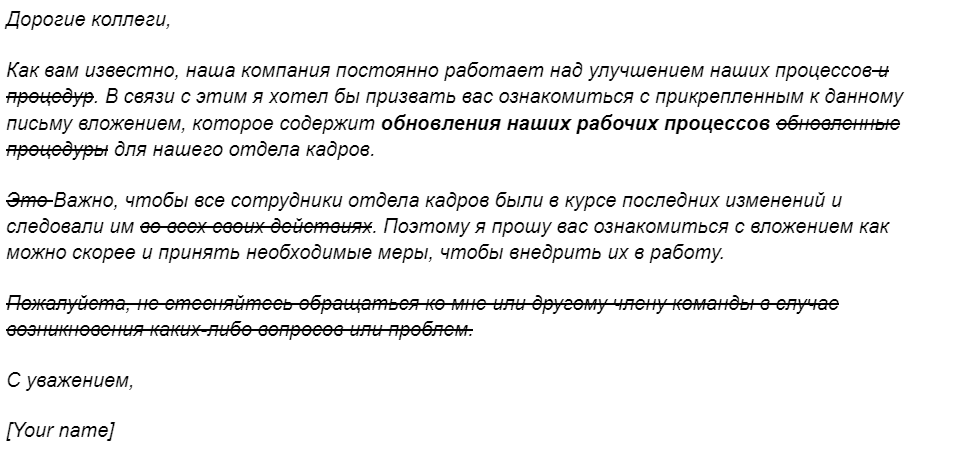 Дорогие коллеги,
Как вам известно, наша компания постоянно работает над улучшением наших процессов и
процедур. В связи с этим я хотел бы призвать вас ознакомиться с прикрепленным к данному
письму вложением, которое содержит обновления наших рабочих процессов обновленные
процедуры для нашего отдела кадров.
Это Важно, чтобы все сотрудники отдела кадров были в курсе последних изменений и
следовали им во всех своих действиях. Поэтому я прошу вас ознакомиться с вложением как
можно скорее и принять необходимые меры, чтобы внедрить их в работу.
Пожалуйста, не стесняйтесь обращаться ко мне или другому члену команды в случае
возникновения каких-либо вопросов или проблем.
С уважением,
[Your name]